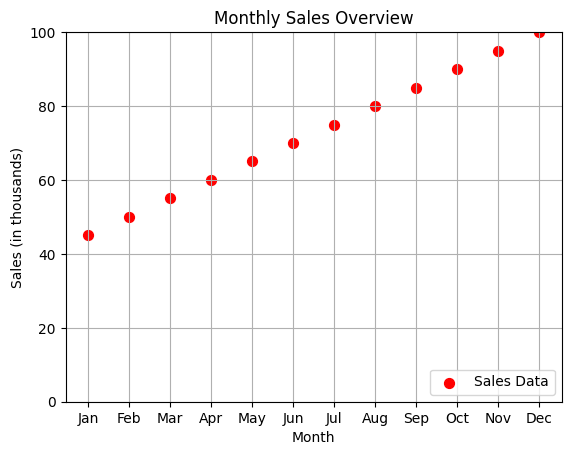 Monthly Sales Overview
Sales (in thousands)
100
80
60
40
20
0
Sales Data
Jan Feb Mar Apr May Jun Jul Aug Sep Oct Nov Dec
Month